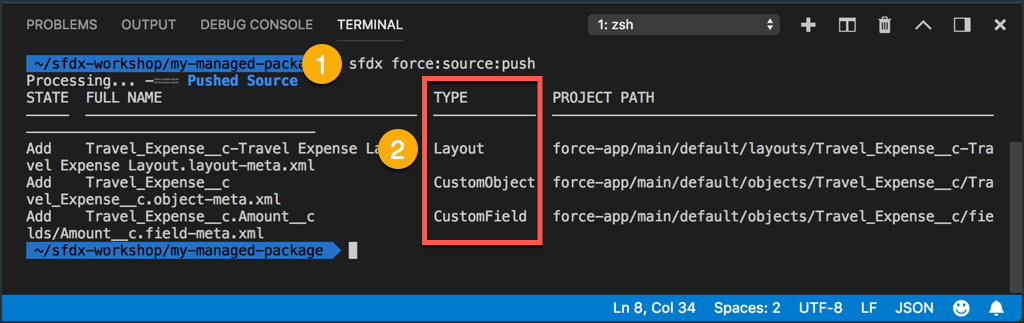 PROBLEMS OUTPUT DEBUG CONSOLE TERMINAL 1: zsh
~/sfdx-workshop/my-managed-packa 1 sfdx force:source:push
Processing... -=== Pushed Source
STATE FULL NAME TYPE PROJECT PATH
Add Travel_Expense__c-Travel Expense La 2 Layout force-app/main/default/layouts/Travel_Expense__c-Tra
vel Expense Layout.layout-meta.xml
Add Travel_Expense__c CustomObject force-app/main/default/objects/Travel_Expense__c/Tra
vel_Expense__c.object-meta.xml
Add Travel_Expense__c.Amount__c CustomField force-app/main/default/objects/Travel_Expense__c/fie
lds/Amount__c.field-meta.xml
~/sfdx-workshop/my-managed-package
Ln 8, Col 34 Spaces: 2 UTF-8 LF JSON